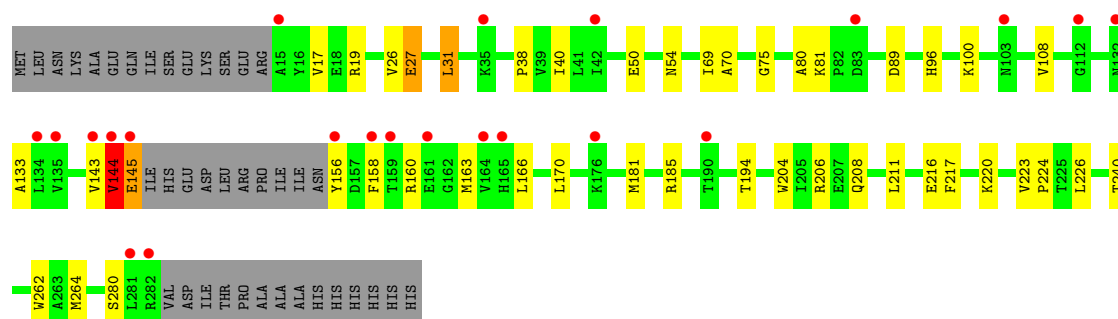 MET LEU ASN LYS ALA GLU GLN ILE SER GLU LYS SER GLU ARG A15 Y16 V17 E18 R19 V26 E27 L31 K35 P38 V39 I40 L41 I42 E50 N54 I69 A70 G75 A80 K81 P82 D83 D89 H96 K100 N103 V108 G112 N132
A133 L134 V135 V143 V144 E145 ILE HIS GLU ASP LEU ARG PRO ILE ILE ASN Y156 D157 F158 T159 R160 E161 G162 M163 V164 H165 L166 L170 K176 M181 R185 T190 T194 W204 I205 R206 E207 Q208 L211 E216 F217 K220 V223 P224 T225 L226 T240
W262 A263 M264 S280 L281 R282 VAL ASP ILE THR PRO ALA ALA ALA HIS HIS HIS HIS HIS HIS